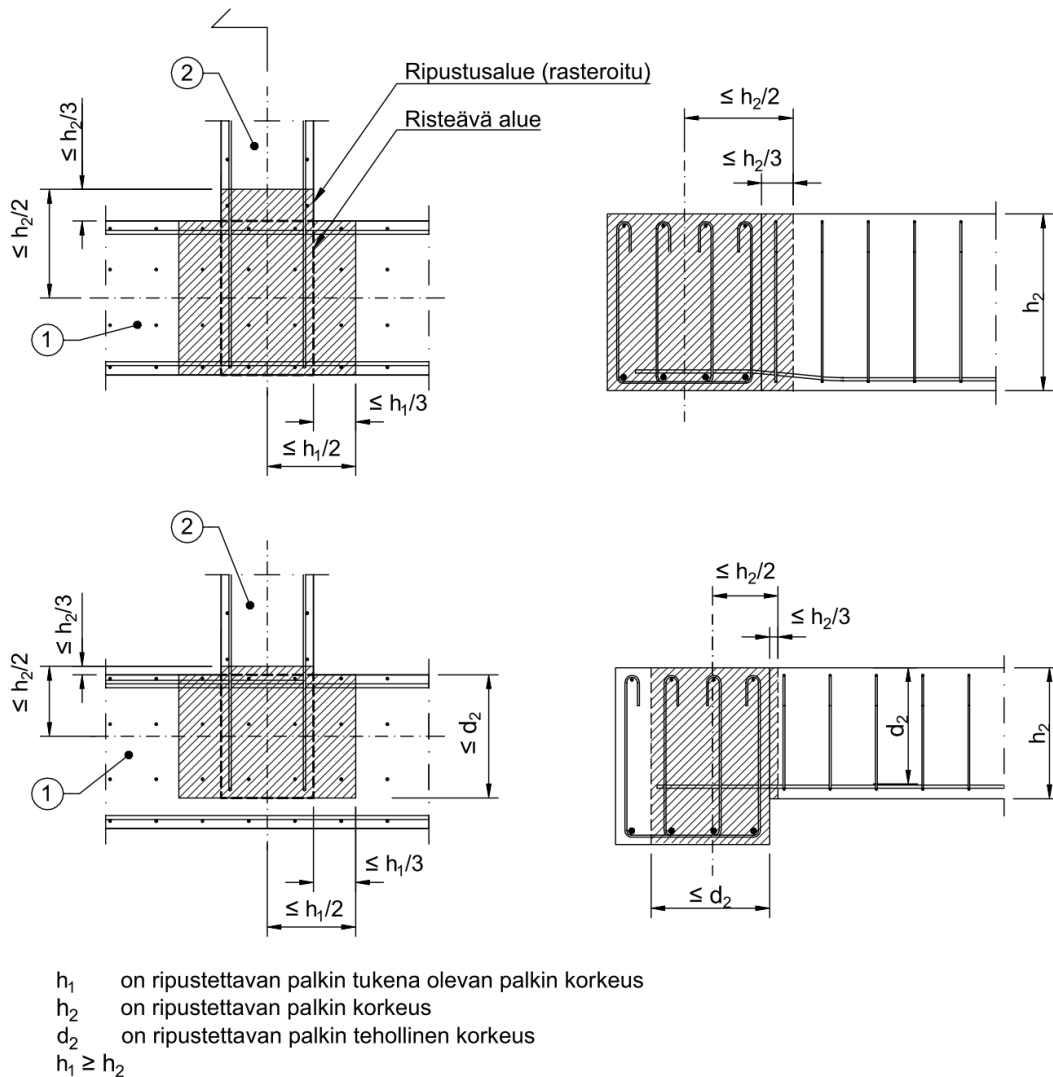 2
Ripustusalue (rasteroitu)
Risteävä alue
≤ h₂/3
≤ h₂/2
1
≤ h₁/3
≤ h₁/2
≤ h₂/2
≤ h₂/3
h₂
2
≤ h₂/3
≤ h₂/2
≤ d₂
1
≤ h₁/3
≤ h₁/2
≤ h₂/2
≤ h₂/3
d₂
h₂
≤ d₂
h₁ on ripustettavan palkin tukena olevan palkin korkeus
h₂ on ripustettavan palkin korkeus
d₂ on ripustettavan palkin tehollinen korkeus
h₁ ≥ h₂